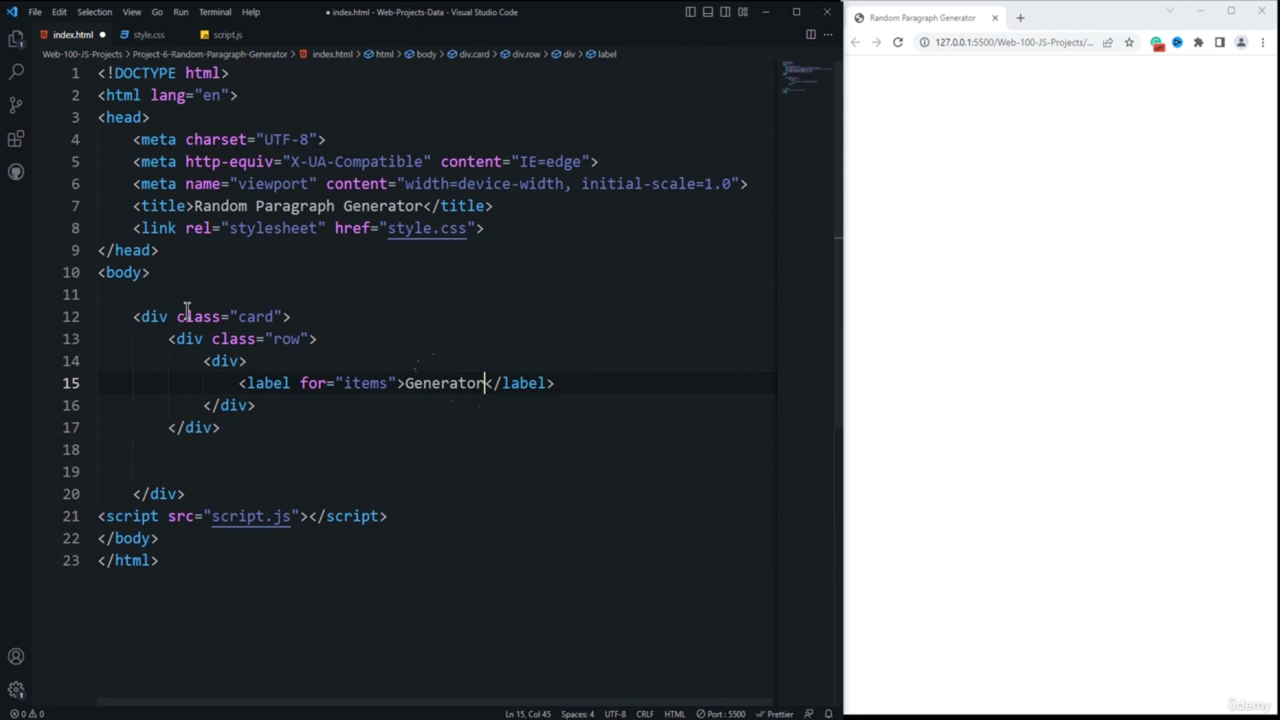 File Edit Selection View Go Run Terminal Help
● index.html - Web-Projects-Data - Visual Studio Code
index.html ●
style.css
script.js
Web-100-JS-Projects > Project-6-Random-Paragraph-Generator > index.html > html > body > div.card > div.row > div > label
1 <!DOCTYPE html>
2 <html lang="en">
3 <head>
4 <meta charset="UTF-8">
5 <meta http-equiv="X-UA-Compatible" content="IE=edge">
6 <meta name="viewport" content="width=device-width, initial-scale=1.0">
7 <title>Random Paragraph Generator</title>
8 <link rel="stylesheet" href="style.css">
9 </head>
10 <body>
11
12 <div class="card">
13 <div class="row">
14 <div>
15 <label for="items">Generator</label>
16 </div>
17 </div>
18
19
20 </div>
21 <script src="script.js"></script>
22 </body>
23 </html>
0 0 Ln 15, Col 45 Spaces: 4 UTF-8 CRLF HTML Port : 5500 Prettier
Random Paragraph Generator
127.0.0.1:5500/Web-100-JS-Projects/...
ûdemy